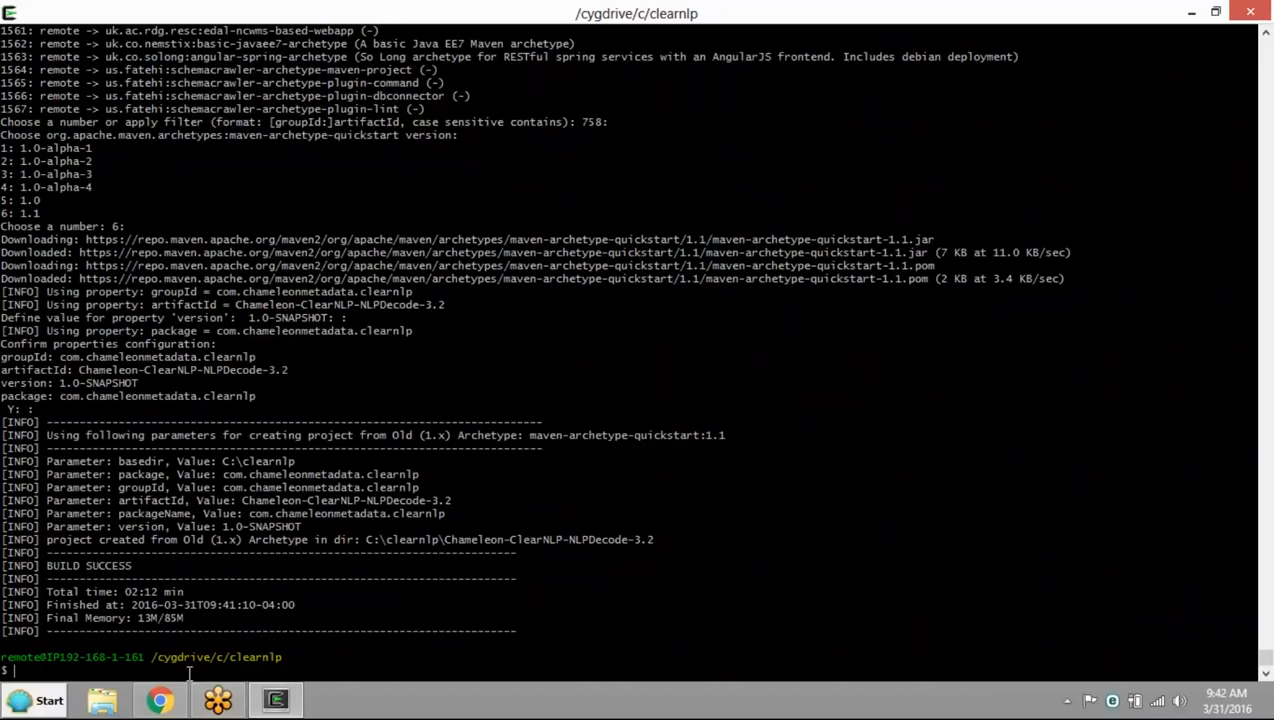 /cygdrive/c/clearnlp
1561: remote -> uk.ac.rdg.resc:edal-ncwms-based-webapp (-)
1562: remote -> uk.co.nemstix:basic-javaee7-archetype (A basic Java EE7 Maven archetype)
1563: remote -> uk.co.solong:angular-spring-archetype (So Long archetype for RESTful spring services with an AngularJS frontend. Includes debian deployment)
1564: remote -> us.fatehi:schemacrawler-archetype-maven-project (-)
1565: remote -> us.fatehi:schemacrawler-archetype-plugin-command (-)
1566: remote -> us.fatehi:schemacrawler-archetype-plugin-dbconnector (-)
1567: remote -> us.fatehi:schemacrawler-archetype-plugin-lint (-)
Choose a number or apply filter (format: [groupId:]artifactId, case sensitive contains): 758:
Choose org.apache.maven.archetypes:maven-archetype-quickstart version:
1: 1.0-alpha-1
2: 1.0-alpha-2
3: 1.0-alpha-3
4: 1.0-alpha-4
5: 1.0
6: 1.1
Choose a number: 6:
Downloading: https://repo.maven.apache.org/maven2/org/apache/maven/archetypes/maven-archetype-quickstart/1.1/maven-archetype-quickstart-1.1.jar
Downloaded: https://repo.maven.apache.org/maven2/org/apache/maven/archetypes/maven-archetype-quickstart/1.1/maven-archetype-quickstart-1.1.jar (7 KB at 11.0 KB/sec)
Downloading: https://repo.maven.apache.org/maven2/org/apache/maven/archetypes/maven-archetype-quickstart/1.1/maven-archetype-quickstart-1.1.pom
Downloaded: https://repo.maven.apache.org/maven2/org/apache/maven/archetypes/maven-archetype-quickstart/1.1/maven-archetype-quickstart-1.1.pom (2 KB at 3.4 KB/sec)
[INFO] Using property: groupId = com.chameleonmetadata.clearnlp
[INFO] Using property: artifactId = Chameleon-ClearNLP-NLPDecode-3.2
Define value for property 'version':  1.0-SNAPSHOT: :
[INFO] Using property: package = com.chameleonmetadata.clearnlp
Confirm properties configuration:
groupId: com.chameleonmetadata.clearnlp
artifactId: Chameleon-ClearNLP-NLPDecode-3.2
version: 1.0-SNAPSHOT
package: com.chameleonmetadata.clearnlp
 Y: :
[INFO] ----------------------------------------------------------------------------
[INFO] Using following parameters for creating project from Old (1.x) Archetype: maven-archetype-quickstart:1.1
[INFO] ----------------------------------------------------------------------------
[INFO] Parameter: basedir, Value: C:\clearnlp
[INFO] Parameter: package, Value: com.chameleonmetadata.clearnlp
[INFO] Parameter: groupId, Value: com.chameleonmetadata.clearnlp
[INFO] Parameter: artifactId, Value: Chameleon-ClearNLP-NLPDecode-3.2
[INFO] Parameter: packageName, Value: com.chameleonmetadata.clearnlp
[INFO] Parameter: version, Value: 1.0-SNAPSHOT
[INFO] project created from Old (1.x) Archetype in dir: C:\clearnlp\Chameleon-ClearNLP-NLPDecode-3.2
[INFO] ------------------------------------------------------------------------
[INFO] BUILD SUCCESS
[INFO] ------------------------------------------------------------------------
[INFO] Total time: 02:12 min
[INFO] Finished at: 2016-03-31T09:41:10-04:00
[INFO] Final Memory: 13M/85M
[INFO] ------------------------------------------------------------------------
remote@IP192-168-1-161 /cygdrive/c/clearnlp
$
Start
9:42 AM
3/31/2016